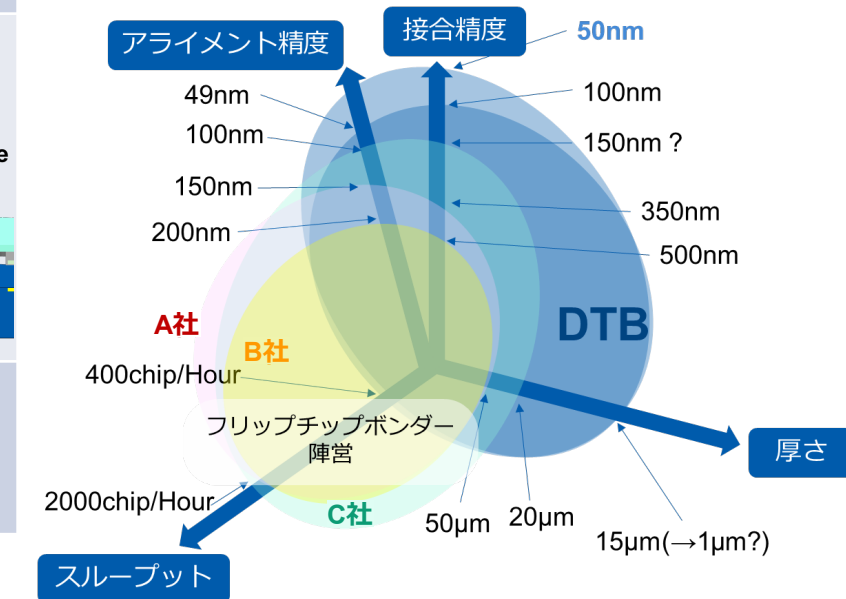 アライメント精度
接合精度
50nm
49nm
100nm
100nm
150nm ?
e
150nm
200nm
350nm
500nm
A社
B社
DTB
400chip/Hour
フリップチップボンダー
陣営
厚さ
2000chip/Hour
C社
50μm
20μm
15μm(→1μm?)
スループット